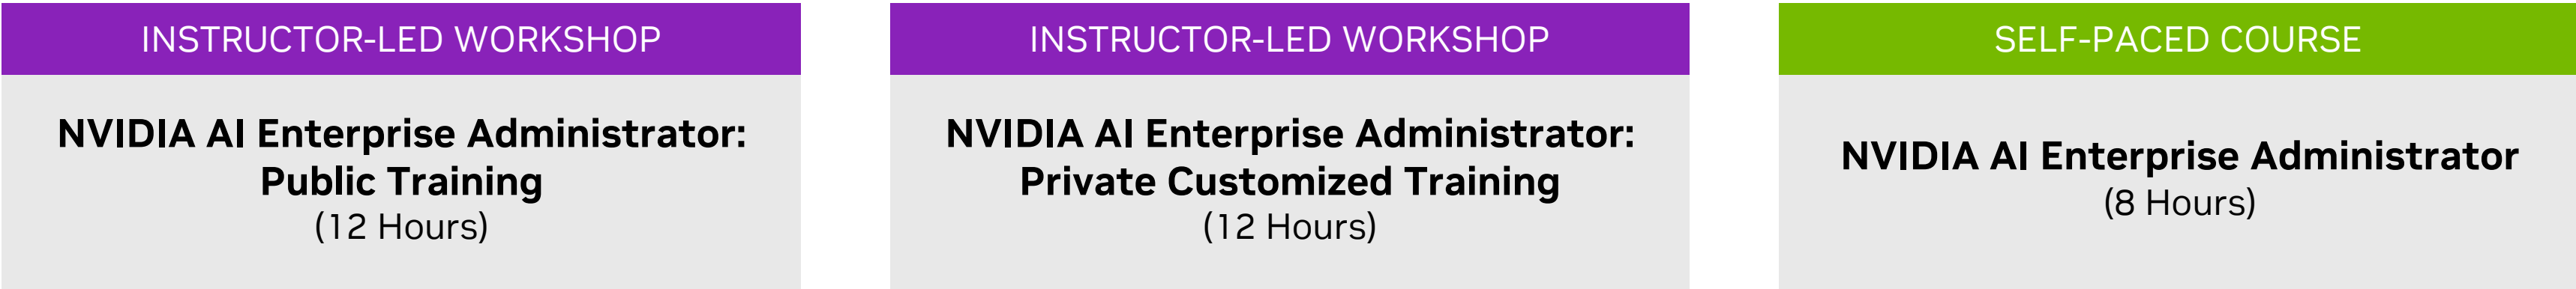 INSTRUCTOR-LED WORKSHOP
NVIDIA AI Enterprise Administrator:
Public Training
(12 Hours)
INSTRUCTOR-LED WORKSHOP
NVIDIA AI Enterprise Administrator:
Private Customized Training
(12 Hours)
SELF-PACED COURSE
NVIDIA AI Enterprise Administrator
(8 Hours)